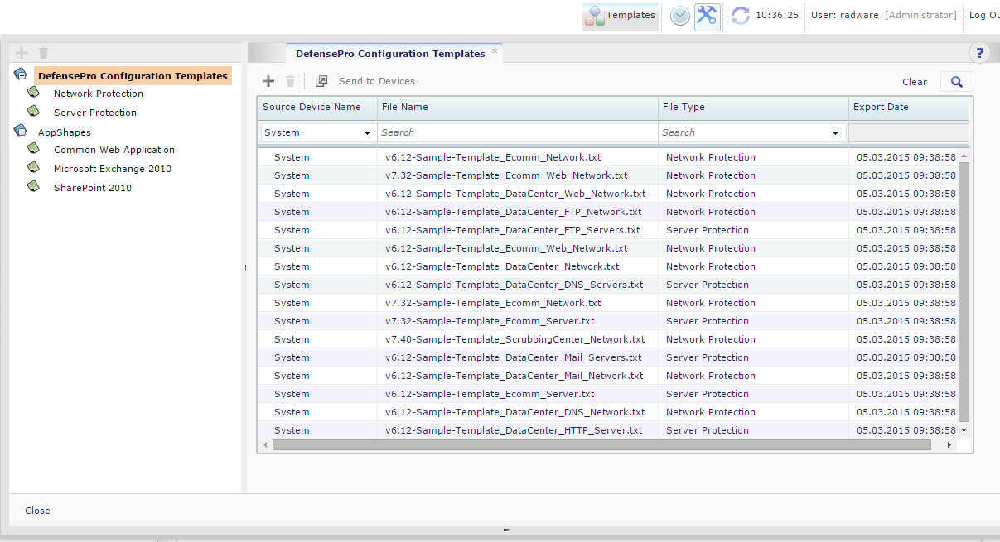 Templates 10:36:25 User: radware [Administrator] Log Ou
DefensePro Configuration Templates ?
DefensePro Configuration Templates
Network Protection
Server Protection
AppShapes
Common Web Application
Microsoft Exchange 2010
SharePoint 2010
Send to Devices Clear
Source Device Name File Name File Type Export Date
System Search Search
System v6.12-Sample-Template_Ecomm_Network.txt Network Protection 05.03.2015 09:38:58
System v7.32-Sample-Template_Ecomm_Web_Network.txt Network Protection 05.03.2015 09:38:58
System v6.12-Sample-Template_DataCenter_Web_Network.txt Network Protection 05.03.2015 09:38:58
System v6.12-Sample-Template_DataCenter_FTP_Network.txt Network Protection 05.03.2015 09:38:58
System v6.12-Sample-Template_DataCenter_FTP_Servers.txt Server Protection 05.03.2015 09:38:58
System v6.12-Sample-Template_Ecomm_Web_Network.txt Network Protection 05.03.2015 09:38:58
System v6.12-Sample-Template_DataCenter_Network.txt Network Protection 05.03.2015 09:38:58
System v6.12-Sample-Template_DataCenter_DNS_Servers.txt Server Protection 05.03.2015 09:38:58
System v7.32-Sample-Template_Ecomm_Network.txt Network Protection 05.03.2015 09:38:58
System v7.32-Sample-Template_Ecomm_Server.txt Server Protection 05.03.2015 09:38:58
System v7.40-Sample-Template_ScrubbingCenter_Network.txt Network Protection 05.03.2015 09:38:58
System v6.12-Sample-Template_DataCenter_Mail_Servers.txt Server Protection 05.03.2015 09:38:58
System v6.12-Sample-Template_DataCenter_Mail_Network.txt Network Protection 05.03.2015 09:38:58
System v6.12-Sample-Template_Ecomm_Server.txt Server Protection 05.03.2015 09:38:58
System v6.12-Sample-Template_DataCenter_DNS_Network.txt Network Protection 05.03.2015 09:38:58
System v6.12-Sample-Template_DataCenter_HTTP_Server.txt Server Protection 05.03.2015 09:38:58
Close